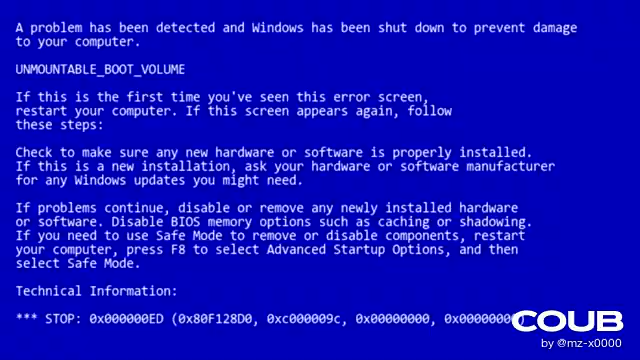 A problem has been detected and Windows has been shut down to prevent damage
to your computer.
UNMOUNTABLE_BOOT_VOLUME
If this is the first time you've seen this error screen,
restart your computer. If this screen appears again, follow
these steps:
Check to make sure any new hardware or software is properly installed.
If this is a new installation, ask your hardware or software manufacturer
for any Windows updates you might need.
If problems continue, disable or remove any newly installed hardware
or software. Disable BIOS memory options such as caching or shadowing.
If you need to use Safe Mode to remove or disable components, restart
your computer, press F8 to select Advanced Startup Options, and then
select Safe Mode.
Technical Information:
*** STOP: 0x000000ED (0x80F128D0, 0xc000009c, 0x00000000, 0x00000000)
COUB
by @mz-x0000